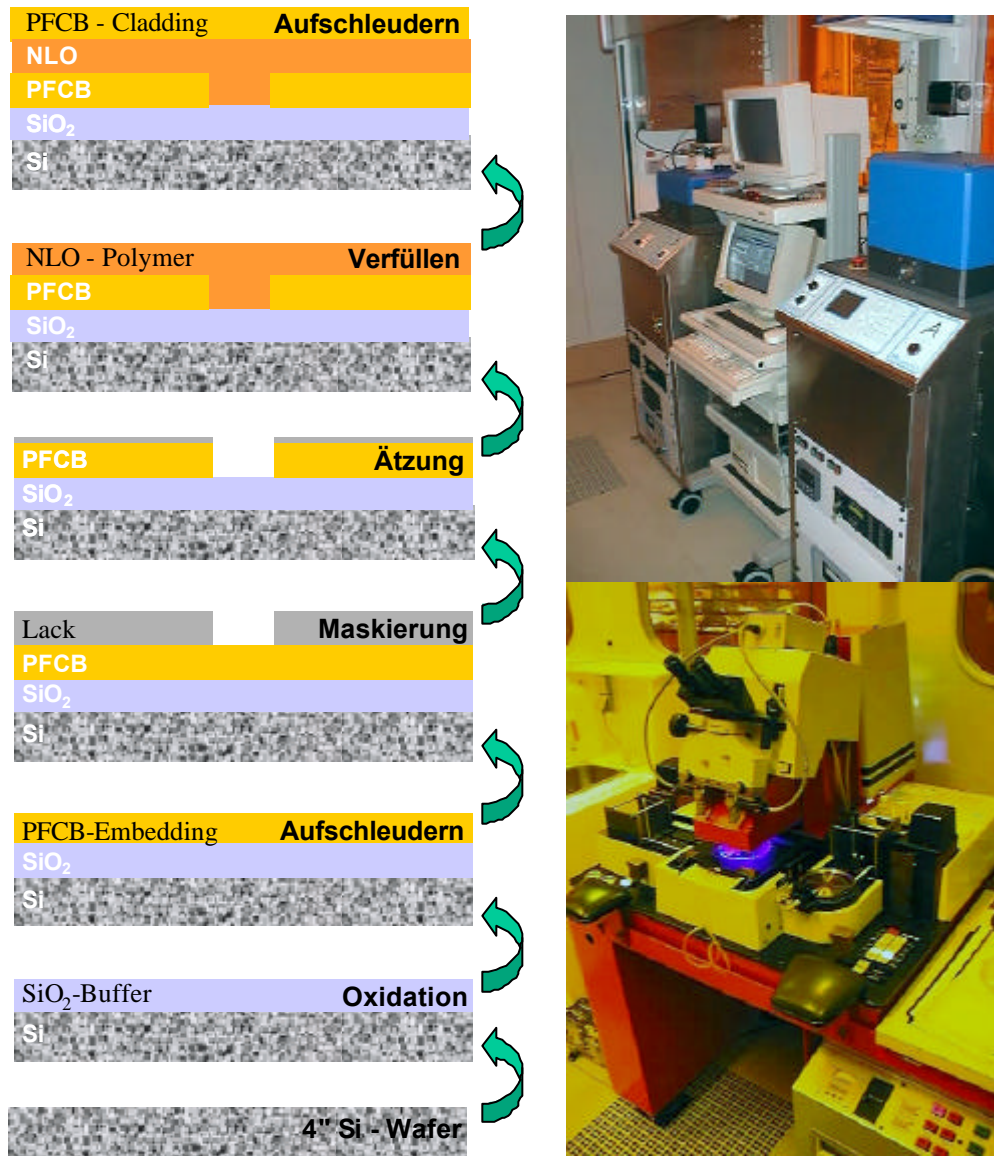 PFCB - Cladding Aufschleudern
NLO
PFCB
SiO₂
Si
NLO - Polymer Verfüllen
PFCB
SiO₂
Si
PFCB Ätzung
SiO₂
Si
Lack Maskierung
PFCB
SiO₂
Si
PFCB-Embedding Aufschleudern
SiO₂
Si
SiO₂-Buffer Oxidation
Si
4" Si - Wafer
A